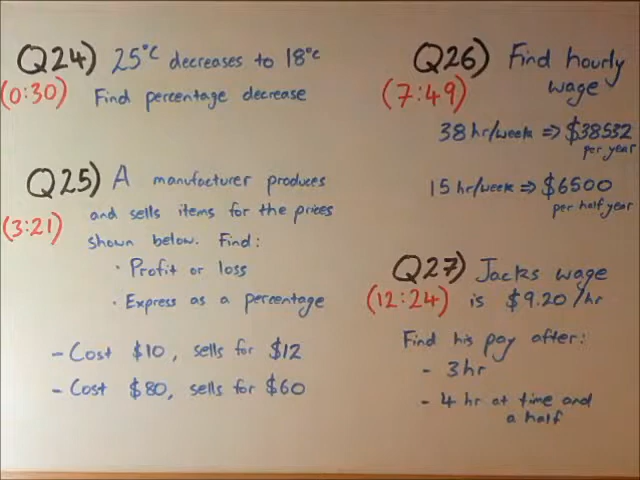 Q24) 25°C decreases to 18°C
(0:30) Find percentage decrease
Q25) A manufacturer produces
(3:21) and sells items for the prices
shown below. Find:
· Profit or loss
· Express as a percentage
- Cost $10, sells for $12
- Cost $80, sells for $60
Q26) Find hourly
(7:49) wage
38 hr/week => $38532
per year
15 hr/week => $6500
per half year
Q27) Jacks wage
(12:24) is $9.20/hr
Find his pay after:
- 3hr
- 4 hr at time and
a half